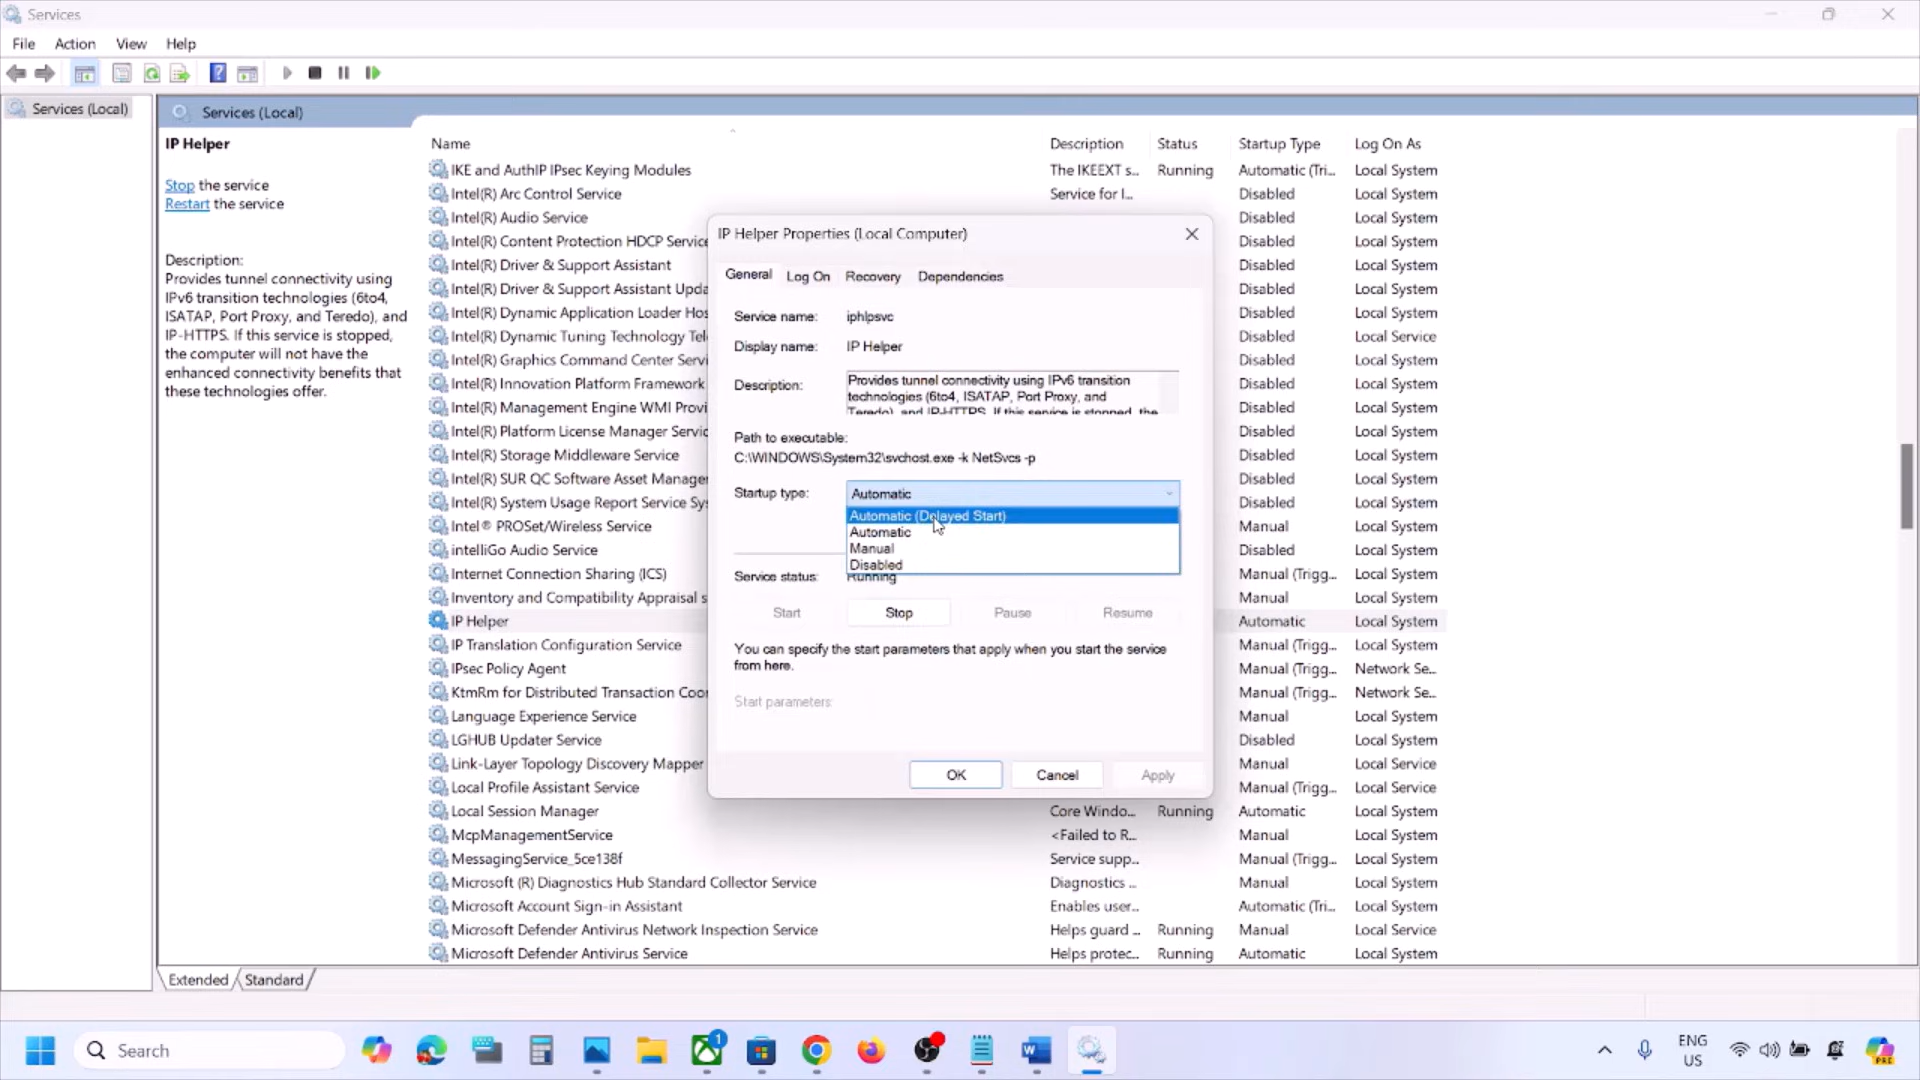 Services
File Action View Help
Services (Local)
Services (Local)
IP Helper
Stop the service
Restart the service
Description:
Provides tunnel connectivity using
IPv6 transition technologies (6to4,
ISATAP, Port Proxy, and Teredo), and
IP-HTTPS. If this service is stopped,
the computer will not have the
enhanced connectivity benefits that
these technologies offer.
Name Description Status Startup Type Log On As
IKE and AuthIP IPsec Keying Modules The IKEEXT s... Running Automatic (Tri... Local System
Intel(R) Arc Control Service Service for I... Disabled Local System
Intel(R) Audio Service Disabled Local System
Intel(R) Content Protection HDCP Service Disabled Local System
Intel(R) Driver & Support Assistant Disabled Local System
Intel(R) Driver & Support Assistant Upda Disabled Local System
Intel(R) Dynamic Application Loader Hos Disabled Local System
Intel(R) Dynamic Tuning Technology Tel Disabled Local Service
Intel(R) Graphics Command Center Servi Disabled Local System
Intel(R) Innovation Platform Framework Disabled Local System
Intel(R) Management Engine WMI Provi Disabled Local System
Intel(R) Platform License Manager Servic Disabled Local System
Intel(R) Storage Middleware Service Disabled Local System
Intel(R) SUR QC Software Asset Manager Disabled Local System
Intel(R) System Usage Report Service Sy Disabled Local System
Intel® PROSet/Wireless Service Manual Local System
intelliGo Audio Service Disabled Local System
Internet Connection Sharing (ICS) Manual (Trigg... Local System
Inventory and Compatibility Appraisal s Manual Local System
IP Helper Automatic Local System
IP Translation Configuration Service Manual (Trigg... Local System
IPsec Policy Agent Manual (Trigg... Network Se...
KtmRm for Distributed Transaction Coor Manual (Trigg... Network Se...
Language Experience Service Manual Local System
LGHUB Updater Service Disabled Local System
Link-Layer Topology Discovery Mapper Manual Local Service
Local Profile Assistant Service Manual (Trigg... Local Service
Local Session Manager Core Windo... Running Automatic Local System
McpManagementService <Failed to R... Manual Local System
MessagingService_5ce138f Service supp... Manual (Trigg... Local System
Microsoft (R) Diagnostics Hub Standard Collector Service Diagnostics ... Manual Local System
Microsoft Account Sign-in Assistant Enables user... Automatic (Tri... Local System
Microsoft Defender Antivirus Network Inspection Service Helps guard ... Running Manual Local Service
Microsoft Defender Antivirus Service Helps protec... Running Automatic Local System
IP Helper Properties (Local Computer)
General Log On Recovery Dependencies
Service name: iphlpsvc
Display name: IP Helper
Description: Provides tunnel connectivity using IPv6 transition
technologies (6to4, ISATAP, Port Proxy, and
Teredo), and IP-HTTPS. If this service is stopped, the
Path to executable:
C:\WINDOWS\System32\svchost.exe -k NetSvcs -p
Startup type: Automatic
Automatic (Delayed Start)
Automatic
Manual
Disabled
Service status: Running
Start Stop Pause Resume
You can specify the start parameters that apply when you start the service
from here.
Start parameters:
OK Cancel Apply
Extended Standard
Search
1
ENG
US
PRE